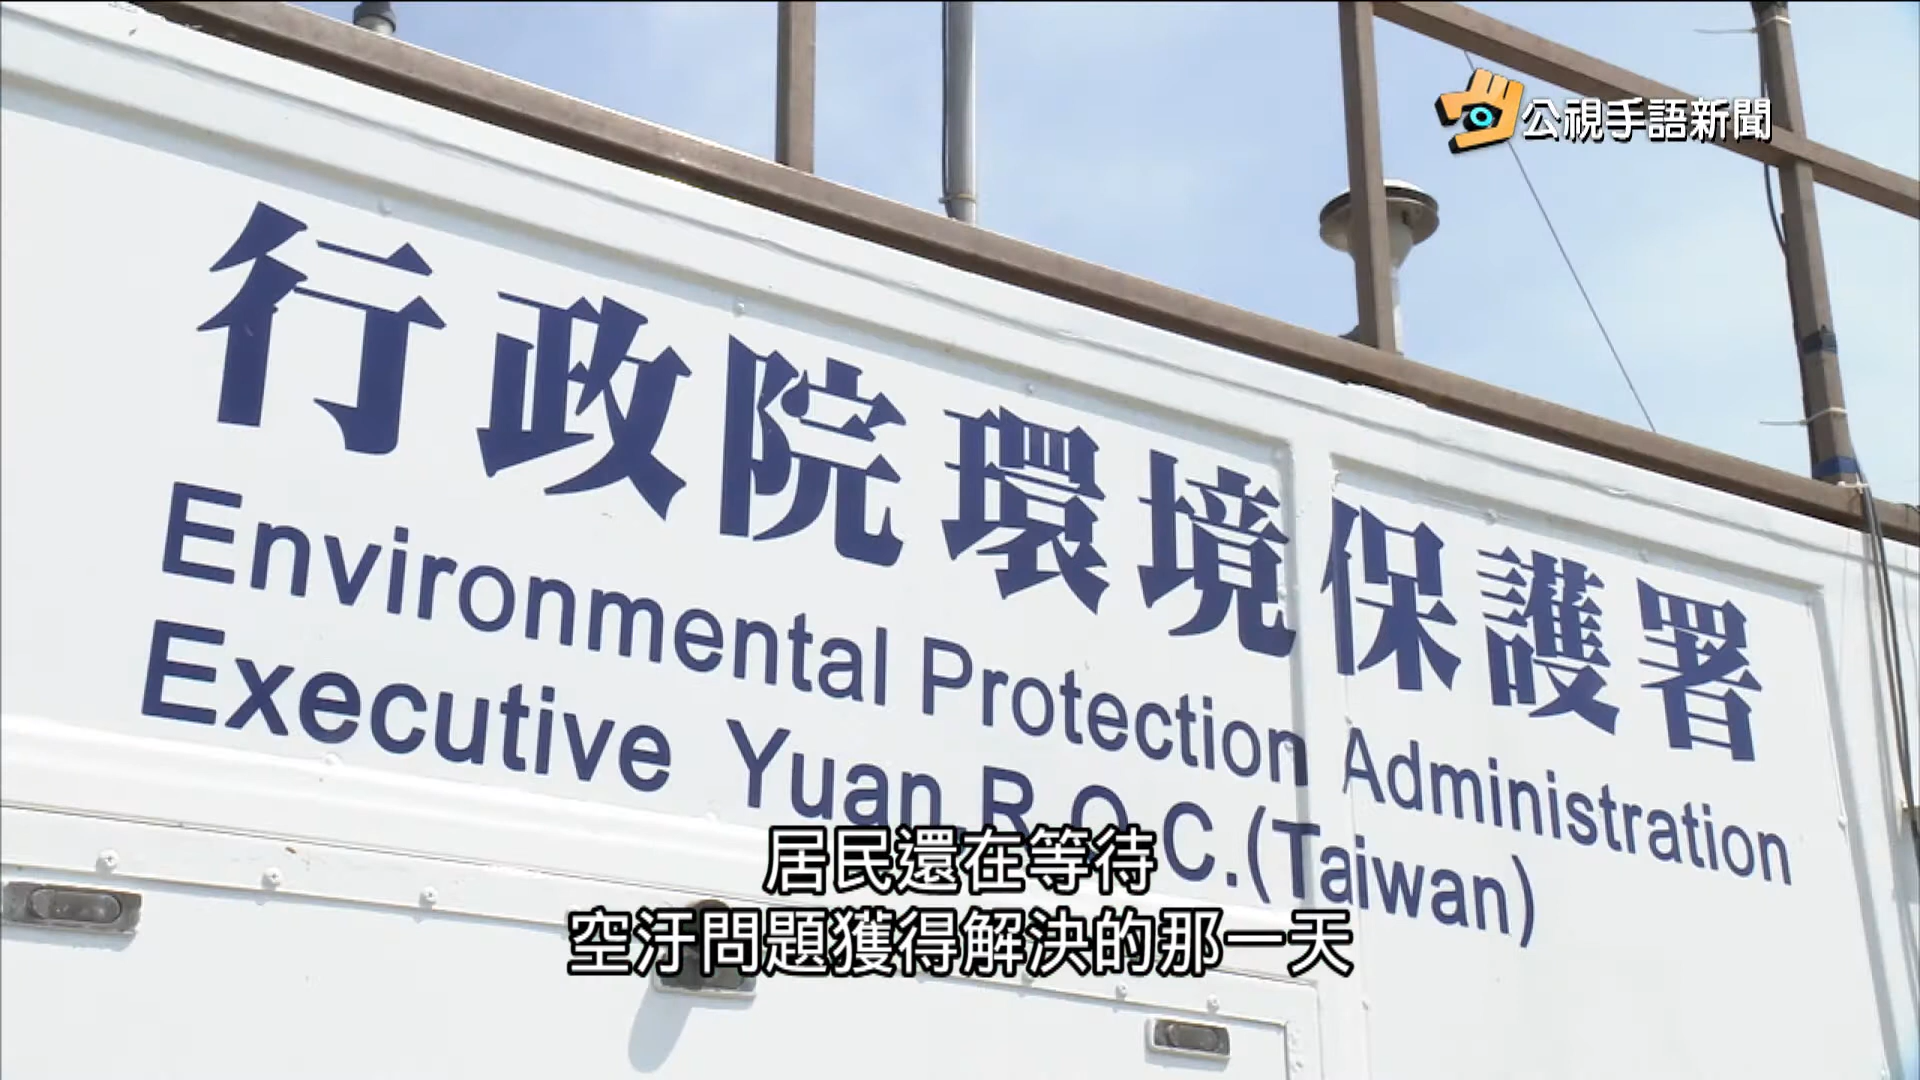 公視手語新聞
行政院環境保護署
Environmental Protection Administration
Executive Yuan,R.O.C.(Taiwan)
居民還在等待
空汙問題獲得解決的那一天